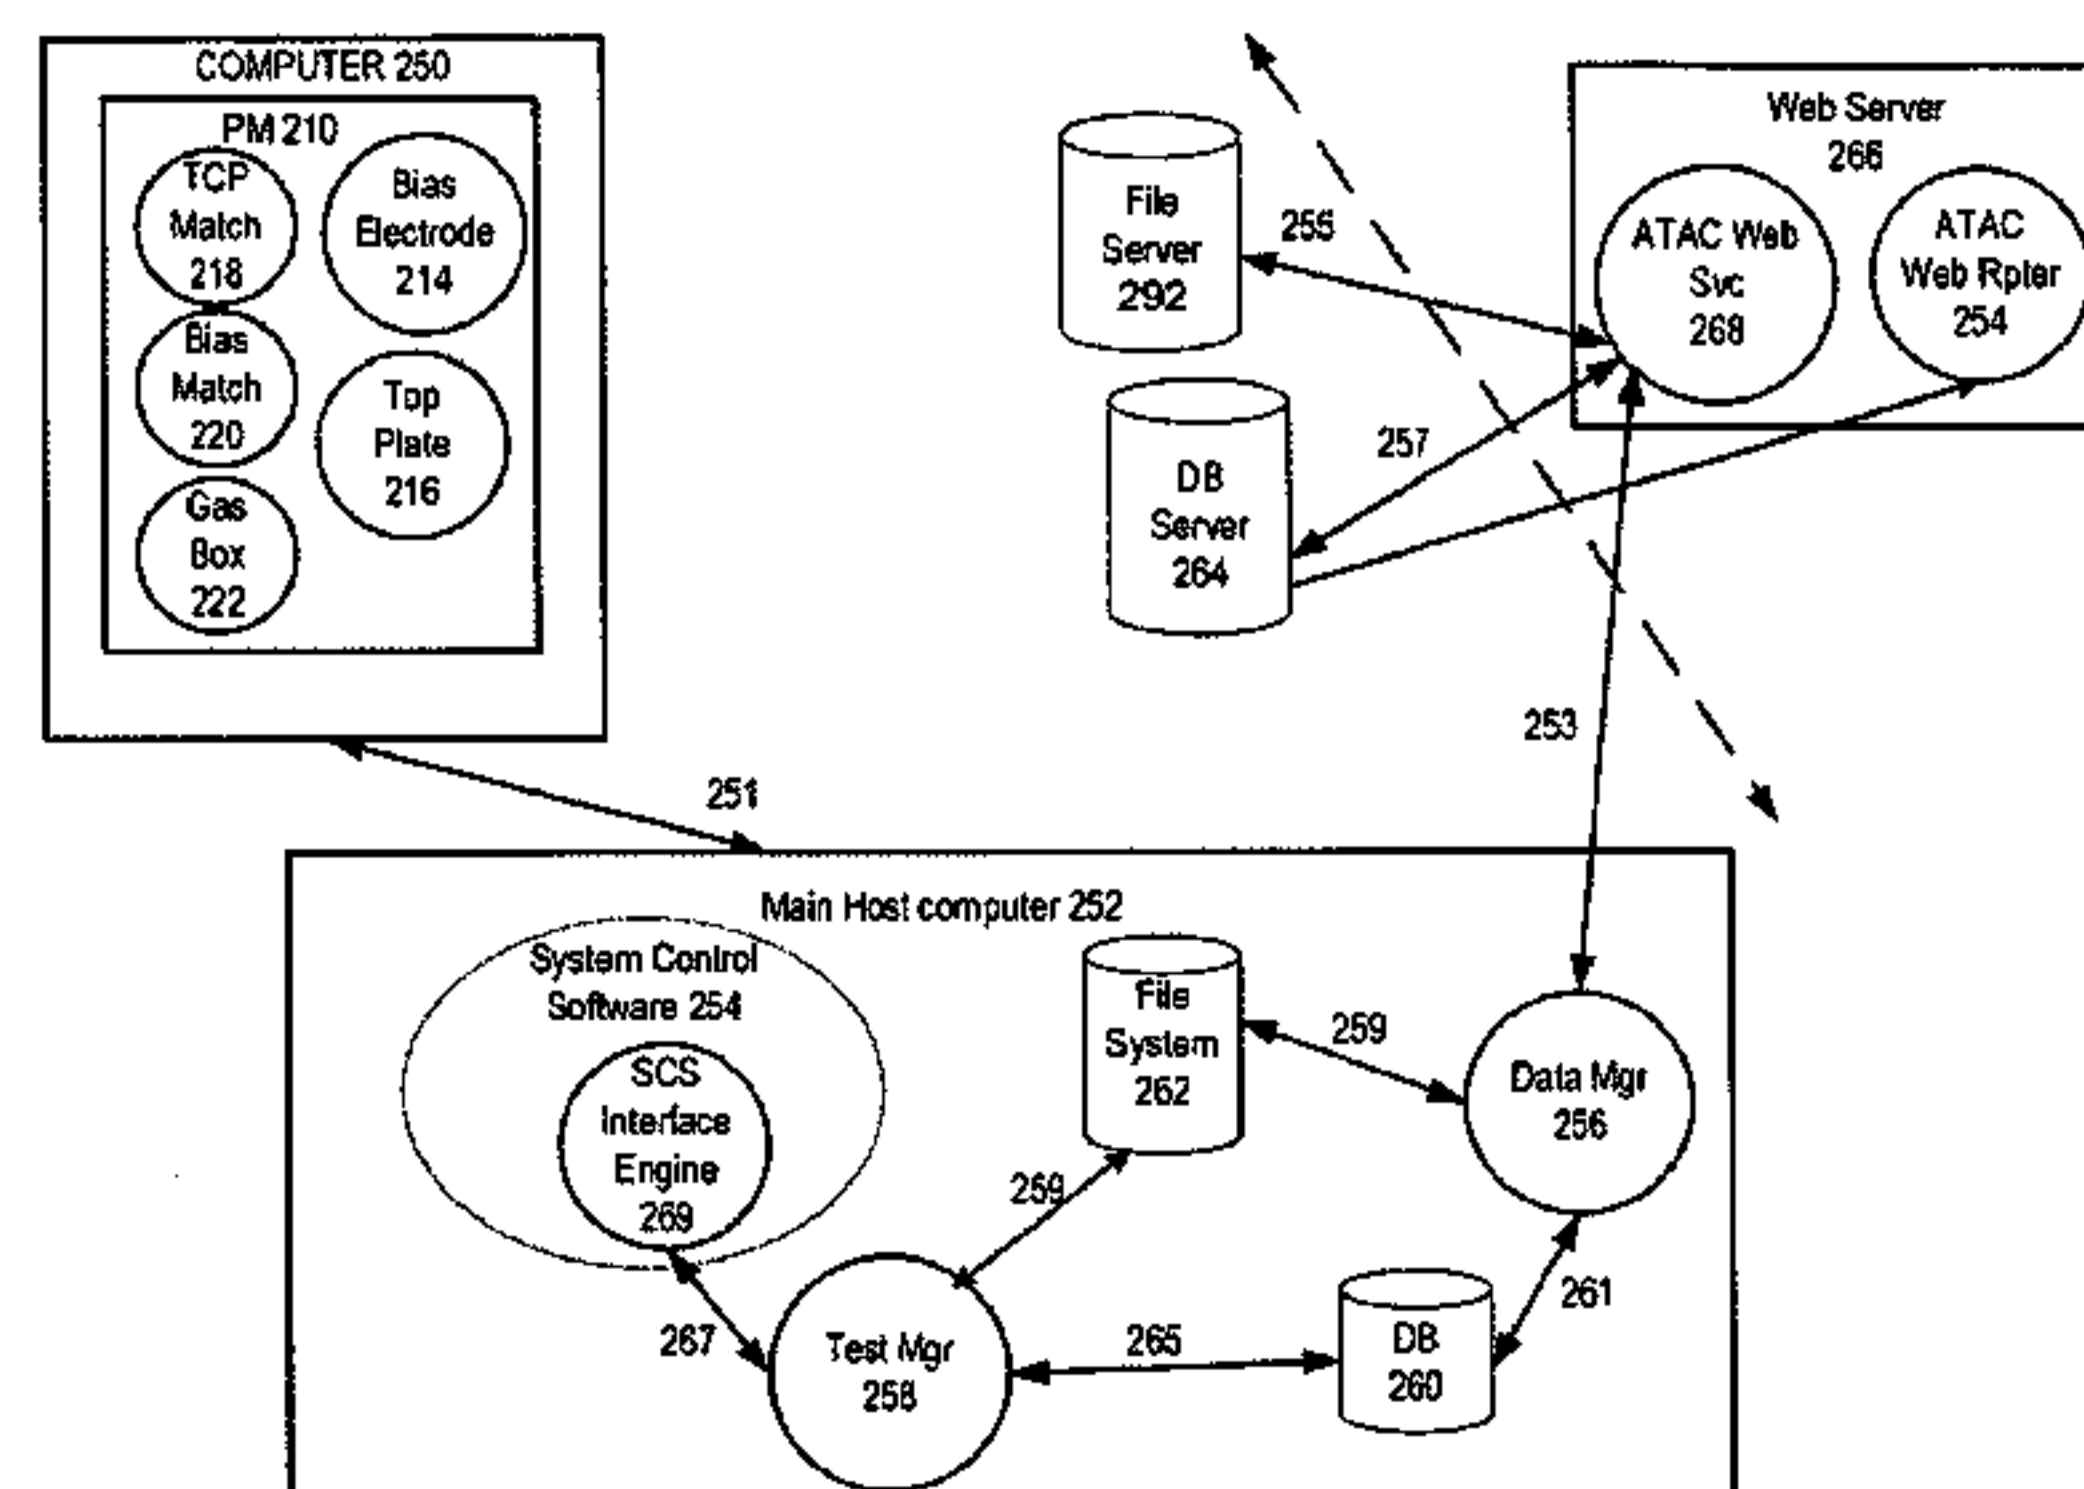 COMPUTER 250
PM 210
TCP
Match
218
Bias
Electrode
214
Bias
Match
220
Top
Plate
216
Gas
Box
222
File
Server
292
255
DB
Server
264
257
Web Server
266
ATAC Web
Svc
268
ATAC
Web Rpter
254
253
251
Main Host computer 252
System Control
Software 254
SCS
Interface
Engine
269
File
System
262
259
Data Mgr
256
259
267
Test Mgr
258
265
DB
260
261